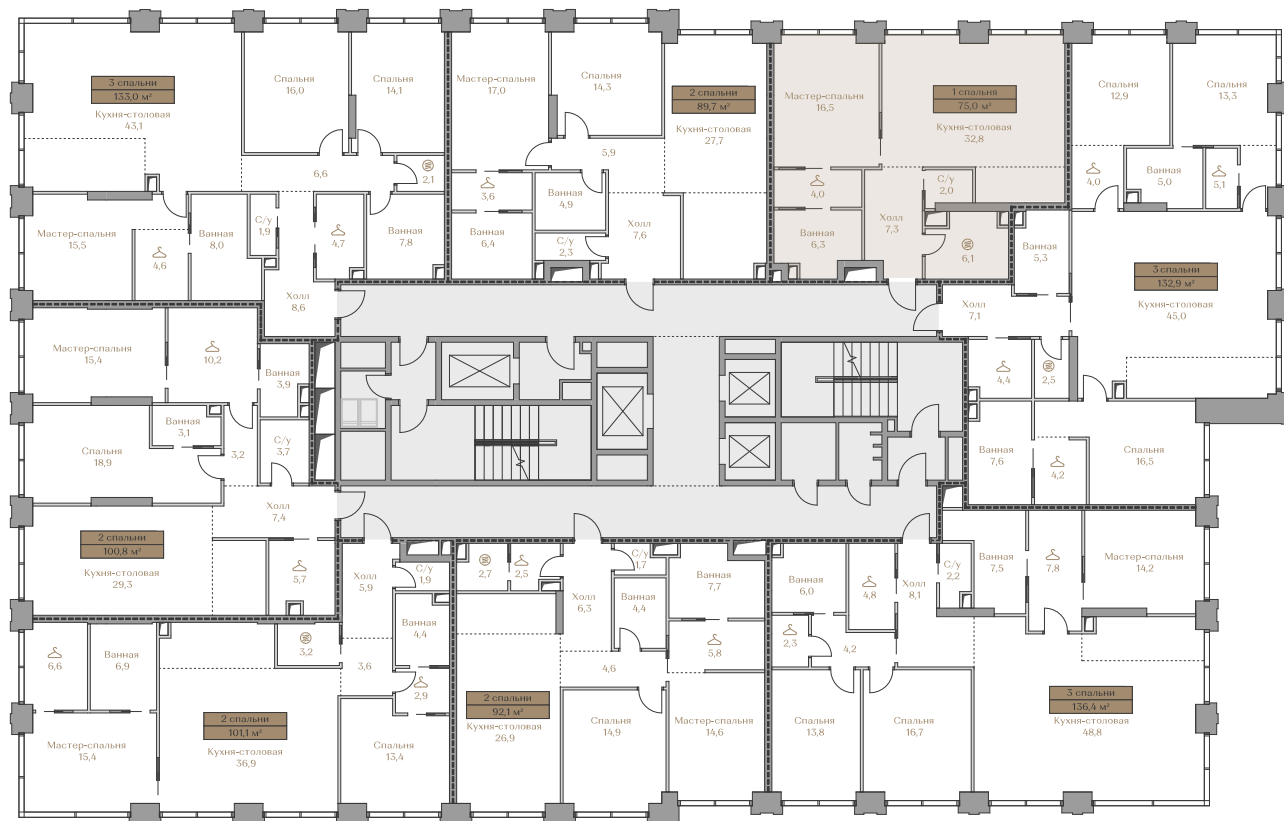 3 спальни
133,0 м²
Кухня-столовая
43,1
Спальня
16,0
Спальня
14,1
6,6
2,1
Мастер-спальня
15,5
4,6
Ванная
8,0
С/у
1,9
4,7
Ванная
7,8
Холл
8,6
Мастер-спальня
17,0
Спальня
14,3
2 спальни
89,7 м²
Кухня-столовая
27,7
5,9
3,6
Ванная
4,9
Ванная
6,4
С/у
2,3
Холл
7,6
Мастер-спальня
16,5
1 спальня
75,0 м²
Кухня-столовая
32,8
4,0
С/у
2,0
Ванная
6,3
Холл
7,3
6,1
Спальня
12,9
Спальня
13,3
4,0
Ванная
5,0
5,1
Ванная
5,3
3 спальни
132,9 м²
Кухня-столовая
45,0
Холл
7,1
4,4
2,5
Ванная
7,6
4,2
Спальня
16,5
Мастер-спальня
15,4
10,2
Ванная
3,9
Ванная
3,1
Спальня
18,9
3,2
С/у
3,7
Холл
7,4
2 спальни
100,8 м²
Кухня-столовая
29,3
5,7
6,6
Ванная
6,9
3,2
Холл
5,9
С/у
1,9
Ванная
4,4
3,6
2,9
Мастер-спальня
15,4
2 спальни
101,1 м²
Кухня-столовая
36,9
Спальня
13,4
2,7
2,5
С/у
1,7
Холл
6,3
Ванная
4,4
Ванная
7,7
5,8
4,6
2 спальни
92,1 м²
Кухня-столовая
26,9
Спальня
14,9
Мастер-спальня
14,6
Ванная
6,0
4,8
Холл
8,1
С/у
2,2
Ванная
7,5
7,8
Мастер-спальня
14,2
2,3
4,2
Спальня
13,8
Спальня
16,7
3 спальни
136,4 м²
Кухня-столовая
48,8